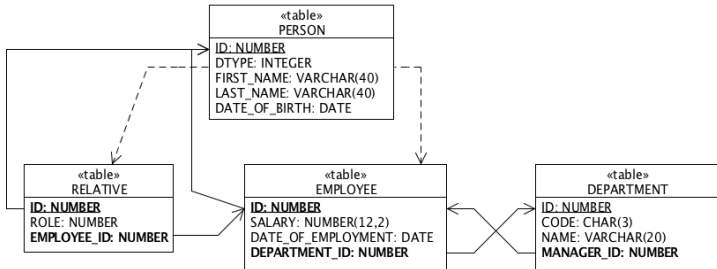 «table»
PERSON
ID: NUMBER
DTYPE: INTEGER
FIRST_NAME: VARCHAR(40)
LAST_NAME: VARCHAR(40)
DATE_OF_BIRTH: DATE
«table»
RELATIVE
ID: NUMBER
ROLE: NUMBER
EMPLOYEE_ID: NUMBER
«table»
EMPLOYEE
ID: NUMBER
SALARY: NUMBER(12,2)
DATE_OF_EMPLOYMENT: DATE
DEPARTMENT_ID: NUMBER
«table»
DEPARTMENT
ID: NUMBER
CODE: CHAR(3)
NAME: VARCHAR(20)
MANAGER_ID: NUMBER